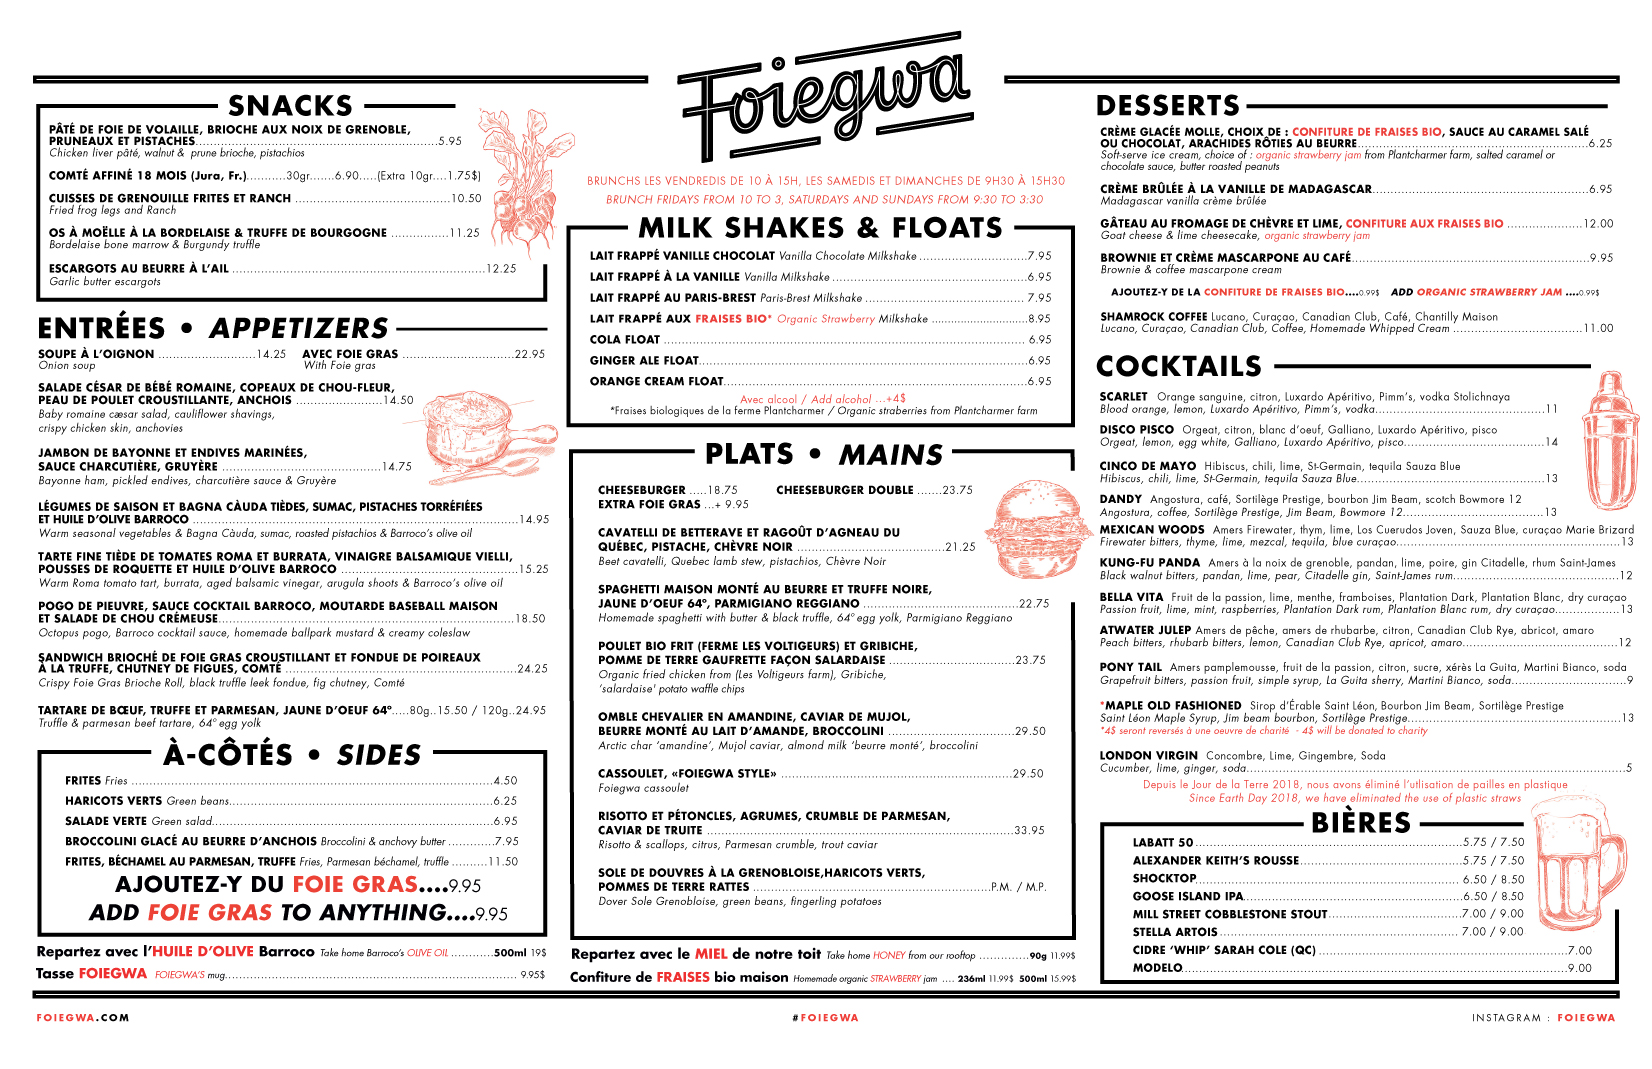 Foiegwa
SNACKS
PÂTÉ DE FOIE DE VOLAILLE, BRIOCHE AUX NOIX DE GRENOBLE,
PRUNEAUX ET PISTACHES...5.95
Chicken liver pâté, walnut & prune brioche, pistachios
COMTÉ AFFINÉ 18 MOIS (Jura, Fr.)...30gr...6.90...(Extra 10gr...1.75$)
CUISSES DE GRENOUILLE FRITES ET RANCH ...10.50
Fried frog legs and Ranch
OS À MOËLLE À LA BORDELAISE & TRUFFE DE BOURGOGNE ...11.25
Bordelaise bone marrow & Burgundy truffle
ESCARGOTS AU BEURRE À L'AIL ...12.25
Garlic butter escargots
ENTRÉES • APPETIZERS
SOUPE À L'OIGNON ...14.25 AVEC FOIE GRAS ...22.95
Onion soup With Foie gras
SALADE CÉSAR DE BÉBÉ ROMAINE, COPEAUX DE CHOU-FLEUR,
PEAU DE POULET CROUSTILLANTE, ANCHOIS ...14.50
Baby romaine cæsar salad, cauliflower shavings,
crispy chicken skin, anchovies
JAMBON DE BAYONNE ET ENDIVES MARINÉES,
SAUCE CHARCUTIÈRE, GRUYÈRE ...14.75
Bayonne ham, pickled endives, charcutière sauce & Gruyère
LÉGUMES DE SAISON ET BAGNA CÀUDA TIÈDES, SUMAC, PISTACHES TORRÉFIÉES
ET HUILE D'OLIVE BARROCO ...14.95
Warm seasonal vegetables & Bagna Càuda, sumac, roasted pistachios & Barroco's olive oil
TARTE FINE TIÈDE DE TOMATES ROMA ET BURRATA, VINAIGRE BALSAMIQUE VIELLI,
POUSSES DE ROQUETTE ET HUILE D'OLIVE BARROCO ...15.25
Warm Roma tomato tart, burrata, aged balsamic vinegar, arugula shoots & Barroco's olive oil
POGO DE PIEUVRE, SAUCE COCKTAIL BARROCO, MOUTARDE BASEBALL MAISON
ET SALADE DE CHOU CRÉMEUSE...18.50
Octopus pogo, Barroco cocktail sauce, homemade ballpark mustard & creamy coleslaw
SANDWICH BRIOCHÉ DE FOIE GRAS CROUSTILLANT ET FONDUE DE POIREAUX
À LA TRUFFE, CHUTNEY DE FIGUES, COMTÉ ...24.25
Crispy Foie Gras Brioche Roll, black truffle leek fondue, fig chutney, Comté
TARTARE DE BŒUF, TRUFFE ET PARMESAN, JAUNE D'OEUF 64º.....80g..15.50 / 120g..24.95
Truffle & parmesan beef tartare, 64º egg yolk
À-CÔTÉS • SIDES
FRITES Fries ...4.50
HARICOTS VERTS Green beans...6.25
SALADE VERTE Green salad...6.95
BROCCOLINI GLACÉ AU BEURRE D'ANCHOIS Broccolini & anchovy butter ...7.95
FRITES, BÉCHAMEL AU PARMESAN, TRUFFE Fries, Parmesan béchamel, truffle ...11.50
AJOUTEZ-Y DU FOIE GRAS....9.95
ADD FOIE GRAS TO ANYTHING....9.95
Repartez avec l'HUILE D'OLIVE Barroco Take home Barroco's OLIVE OIL ...500ml 19$
Tasse FOIEGWA FOIEGWA'S mug...9.95$
BRUNCHS LES VENDREDIS DE 10 À 15H, LES SAMEDIS ET DIMANCHES DE 9H30 À 15H30
BRUNCH FRIDAYS FROM 10 TO 3, SATURDAYS AND SUNDAYS FROM 9:30 TO 3:30
MILK SHAKES & FLOATS
LAIT FRAPPÉ VANILLE CHOCOLAT Vanilla Chocolate Milkshake ...7.95
LAIT FRAPPÉ À LA VANILLE Vanilla Milkshake ...6.95
LAIT FRAPPÉ AU PARIS-BREST Paris-Brest Milkshake ...7.95
LAIT FRAPPÉ AUX FRAISES BIO* Organic Strawberry Milkshake ...8.95
COLA FLOAT ...6.95
GINGER ALE FLOAT...6.95
ORANGE CREAM FLOAT...6.95
Avec alcool / Add alcohol ...+4$
*Fraises biologiques de la ferme Plantcharmer / Organic straberries from Plantcharmer farm
PLATS • MAINS
CHEESEBURGER .....18.75 CHEESEBURGER DOUBLE .......23.75
EXTRA FOIE GRAS ...+ 9.95
CAVATELLI DE BETTERAVE ET RAGOÛT D'AGNEAU DU
QUÉBEC, PISTACHE, CHÈVRE NOIR ...21.25
Beet cavatelli, Quebec lamb stew, pistachios, Chèvre Noir
SPAGHETTI MAISON MONTÉ AU BEURRE ET TRUFFE NOIRE,
JAUNE D'OEUF 64º, PARMIGIANO REGGIANO ...22.75
Homemade spaghetti with butter & black truffle, 64º egg yolk, Parmigiano Reggiano
POULET BIO FRIT (FERME LES VOLTIGEURS) ET GRIBICHE,
POMME DE TERRE GAUFRETTE FAÇON SALARDAISE ...23.75
Organic fried chicken from (Les Voltigeurs farm), Gribiche,
'salardaise' potato waffle chips
OMBLE CHEVALIER EN AMANDINE, CAVIAR DE MUJOL,
BEURRE MONTÉ AU LAIT D'AMANDE, BROCCOLINI ...29.50
Arctic char 'amandine', Mujol caviar, almond milk 'beurre monté', broccolini
CASSOULET, «FOIEGWA STYLE» ...29.50
Foiegwa cassoulet
RISOTTO ET PÉTONCLES, AGRUMES, CRUMBLE DE PARMESAN,
CAVIAR DE TRUITE ...33.95
Risotto & scallops, citrus, Parmesan crumble, trout caviar
SOLE DE DOUVRES À LA GRENOBLOISE,HARICOTS VERTS,
POMMES DE TERRE RATTES ...P.M. / M.P.
Dover Sole Grenobloise, green beans, fingerling potatoes
Repartez avec le MIEL de notre toit Take home HONEY from our rooftop ...90g 11.99$
Confiture de FRAISES bio maison Homemade organic STRAWBERRY jam .... 236ml 11.99$ 500ml 15.99$
DESSERTS
CRÈME GLACÉE MOLLE, CHOIX DE : CONFITURE DE FRAISES BIO, SAUCE AU CARAMEL SALÉ
OU CHOCOLAT, ARACHIDES RÔTIES AU BEURRE...6.25
Soft-serve ice cream, choice of : organic strawberry jam from Plantcharmer farm, salted caramel or
chocolate sauce, butter roasted peanuts
CRÈME BRÛLÉE À LA VANILLE DE MADAGASCAR...6.95
Madagascar vanilla crème brûlée
GÂTEAU AU FROMAGE DE CHÈVRE ET LIME, CONFITURE AUX FRAISES BIO ...12.00
Goat cheese & lime cheesecake, organic strawberry jam
BROWNIE ET CRÈME MASCARPONE AU CAFÉ...9.95
Brownie & coffee mascarpone cream
AJOUTEZ-Y DE LA CONFITURE DE FRAISES BIO....0.99$ ADD ORGANIC STRAWBERRY JAM ....0.99$
SHAMROCK COFFEE Lucano, Curaçao, Canadian Club, Café, Chantilly Maison
Lucano, Curaçao, Canadian Club, Coffee, Homemade Whipped Cream ...11.00
COCKTAILS
SCARLET Orange sanguine, citron, Luxardo Apéritivo, Pimm's, vodka Stolichnaya
Blood orange, lemon, Luxardo Apéritivo, Pimm's, vodka...11
DISCO PISCO Orgeat, citron, blanc d'oeuf, Galliano, Luxardo Apéritivo, pisco
Orgeat, lemon, egg white, Galliano, Luxardo Apéritivo, pisco...14
CINCO DE MAYO Hibiscus, chili, lime, St-Germain, tequila Sauza Blue
Hibiscus, chili, lime, St-Germain, tequila Sauza Blue...13
DANDY Angostura, café, Sortilège Prestige, bourbon Jim Beam, scotch Bowmore 12
Angostura, coffee, Sortilège Prestige, Jim Beam, Bowmore 12...13
MEXICAN WOODS Amers Firewater, thym, lime, Los Cuerudos Joven, Sauza Blue, curaçao Marie Brizard
Firewater bitters, thyme, lime, mezcal, tequila, blue curaçao...13
KUNG-FU PANDA Amers à la noix de grenoble, pandan, lime, poire, gin Citadelle, rhum Saint-James
Black walnut bitters, pandan, lime, pear, Citadelle gin, Saint-James rum...12
BELLA VITA Fruit de la passion, lime, menthe, framboises, Plantation Dark, Plantation Blanc, dry curaçao
Passion fruit, lime, mint, raspberries, Plantation Dark rum, Plantation Blanc rum, dry curaçao...13
ATWATER JULEP Amers de pêche, amers de rhubarbe, citron, Canadian Club Rye, abricot, amaro
Peach bitters, rhubarb bitters, lemon, Canadian Club Rye, apricot, amaro...12
PONY TAIL Amers pamplemousse, fruit de la passion, citron, sucre, xérès La Guita, Martini Bianco, soda
Grapefruit bitters, passion fruit, simple syrup, La Guita sherry, Martini Bianco, soda...9
*MAPLE OLD FASHIONED Sirop d'Érable Saint Léon, Bourbon Jim Beam, Sortilège Prestige
Saint Léon Maple Syrup, Jim beam bourbon, Sortilège Prestige...13
*4$ seront reversés à une oeuvre de charité - 4$ will be donated to charity
LONDON VIRGIN Concombre, Lime, Gingembre, Soda
Cucumber, lime, ginger, soda...5
Depuis le Jour de la Terre 2018, nous avons éliminé l'utlisation de pailles en plastique
Since Earth Day 2018, we have eliminated the use of plastic straws
BIÈRES
LABATT 50 ...5.75 / 7.50
ALEXANDER KEITH'S ROUSSE...5.75 / 7.50
SHOCKTOP...6.50 / 8.50
GOOSE ISLAND IPA...6.50 / 8.50
MILL STREET COBBLESTONE STOUT...7.00 / 9.00
STELLA ARTOIS ...7.00 / 9.00
CIDRE 'WHIP' SARAH COLE (QC) ...7.00
MODELO...9.00
FOIEGWA.COM
#FOIEGWA
INSTAGRAM : FOIEGWA